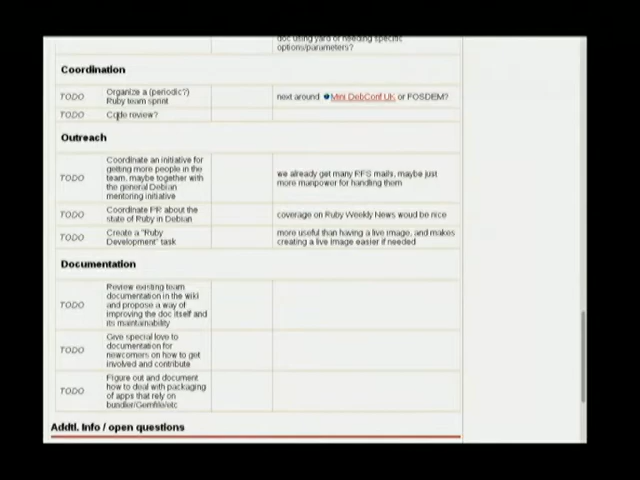 doc using yard or needing specific
options/parameters?
Coordination
TODO
Organize a (periodic?)
Ruby team sprint
next around Mini DebConf UK or FOSDEM?
TODO
Code review?
Outreach
TODO
Coordinate an initiative for
getting more people in the
team, maybe together with
the general Debian
mentoring initiative
we already get many RFS mails, maybe just
more manpower for handling them
TODO
Coordinate PR about the
state of Ruby in Debian
coverage on Ruby Weekly News woud be nice
TODO
Create a "Ruby
Development" task
more useful than having a live image, and makes
creating a live image easier if needed
Documentation
TODO
Review existing team
documentation in the wiki
and propose a way of
improving the doc itself and
its maintainability
TODO
Give special love to
documentation for
newcomers on how to get
involved and contribute
TODO
Figure out and document
how to deal with packaging
of apps that rely on
bundler/Gemfile/etc
Addtl. Info / open questions